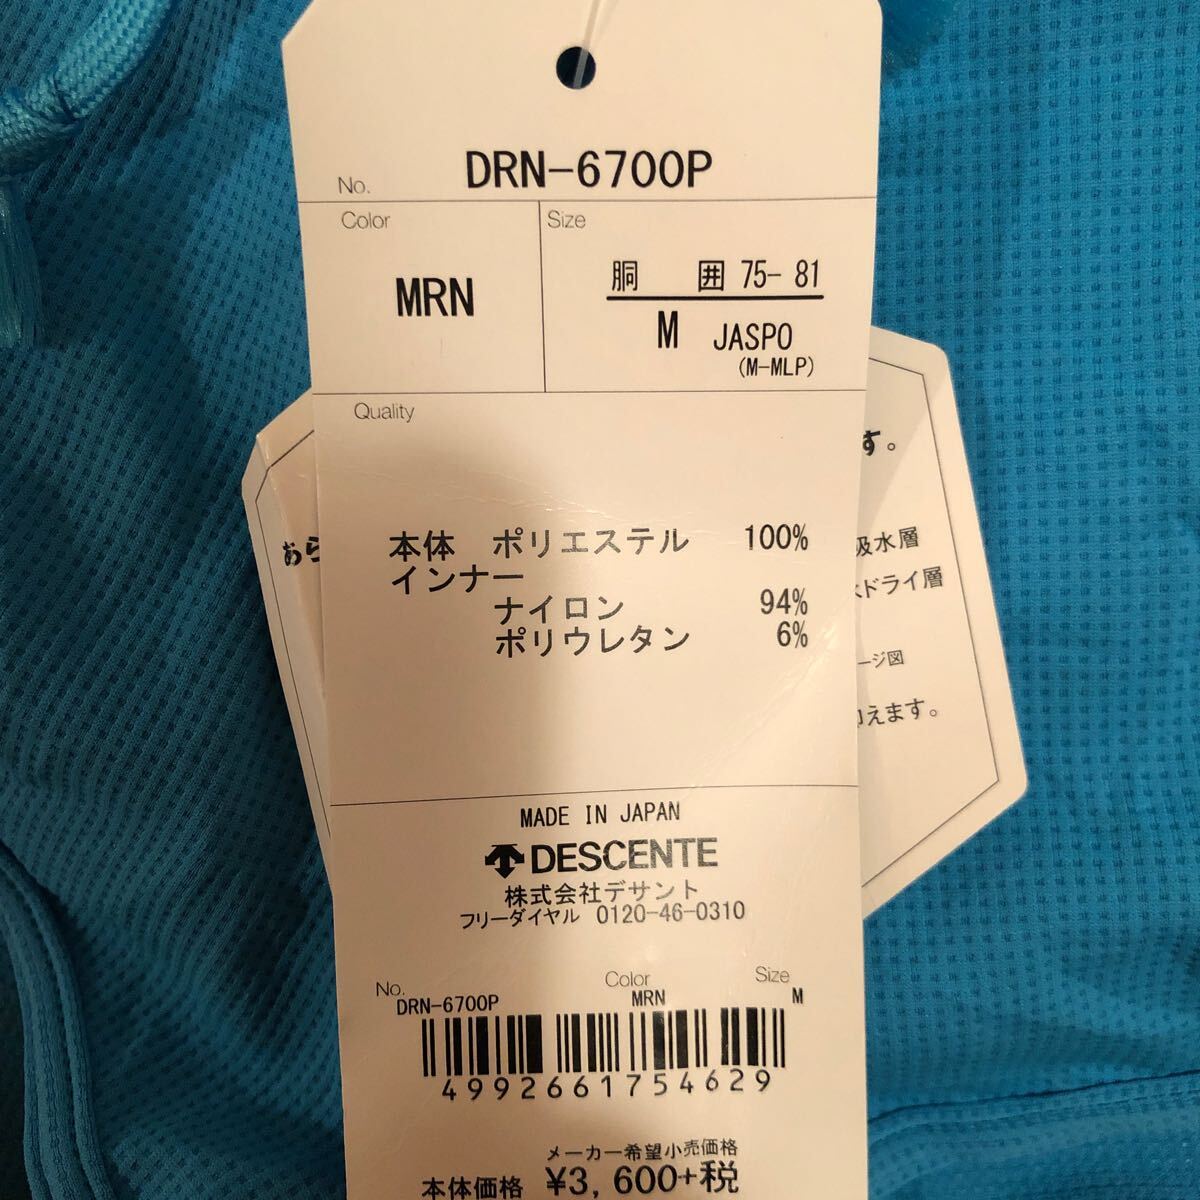 No. DRN-6700P
Color
Size
MRN
胴 囲 75- 81
M JASPO
(M-MLP)
Quality
す。
本体 ポリエステル 100%
インナー
ナイロン 94%
ポリウレタン 6%
吸水層
ドライ層
ージ図
えます。
MADE IN JAPAN
DESCENTE
株式会社デサント
フリーダイヤル 0120-46-0310
No. Color Size
DRN-6700P MRN M
4992661754629
メーカー希望小売価格
本体価格 ¥3,600+税